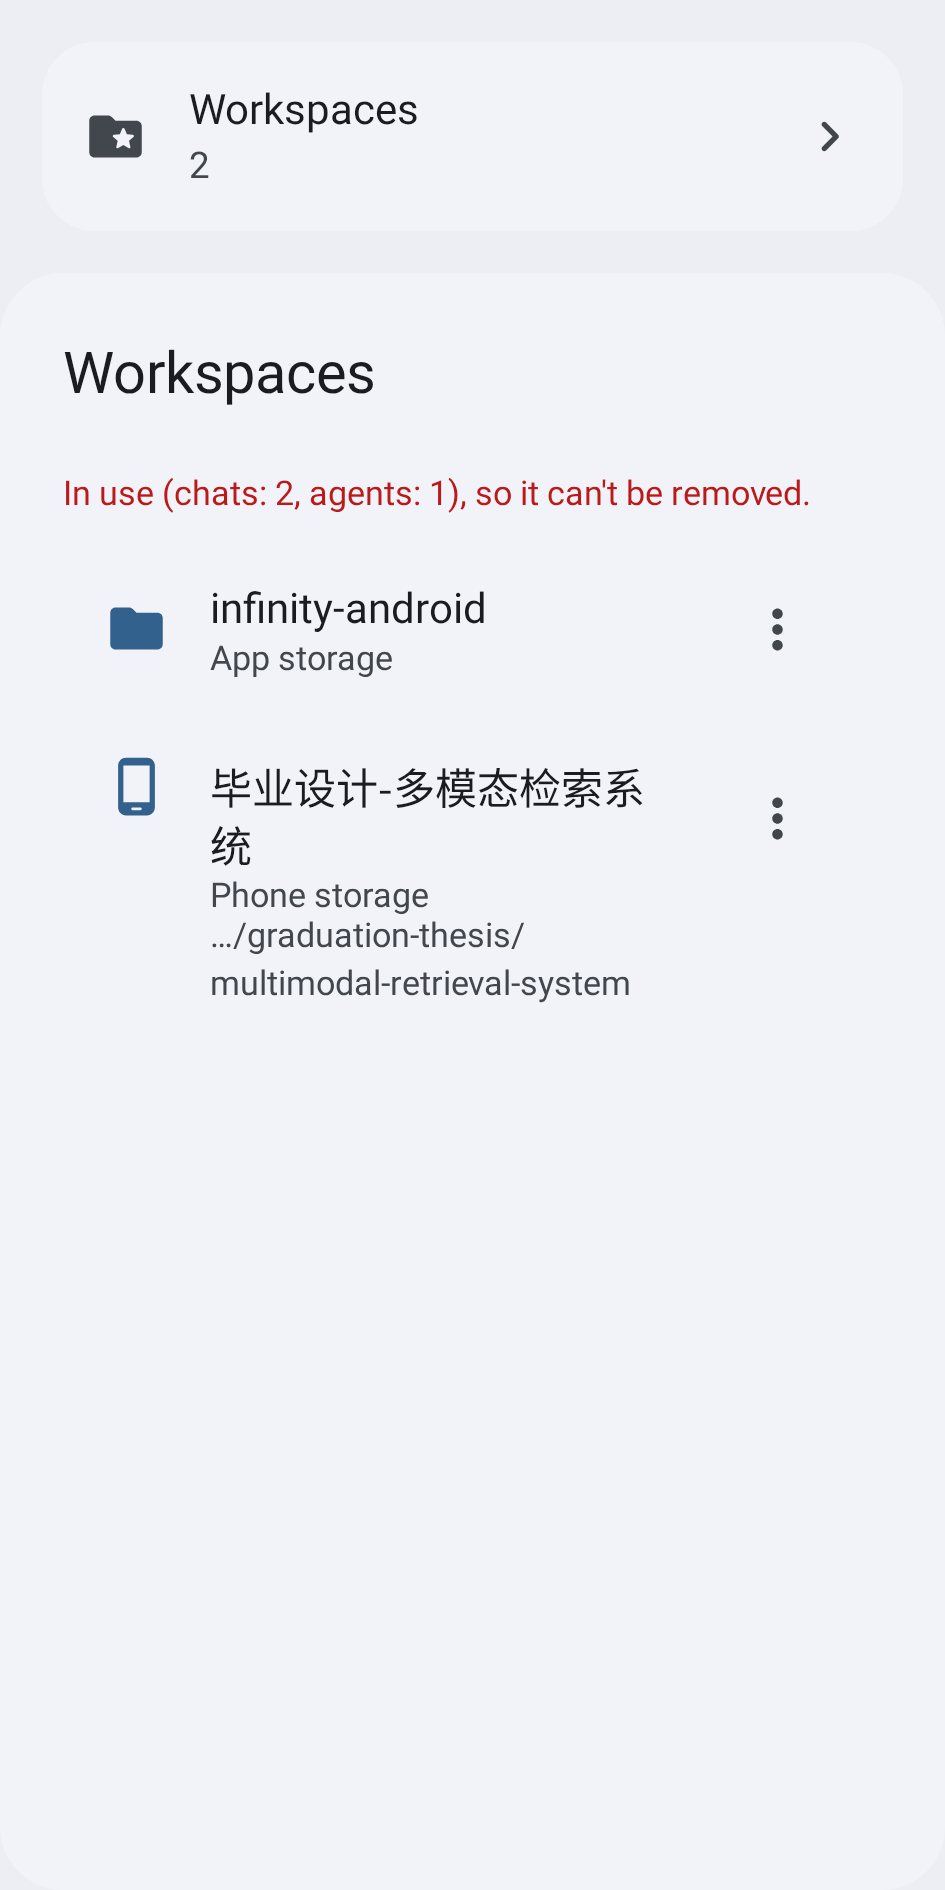 Workspaces
2
Workspaces
In use (chats: 2, agents: 1), so it can't be removed.
infinity-android
App storage
毕业设计-多模态检索系
统
Phone storage
…/graduation-thesis/
multimodal-retrieval-system